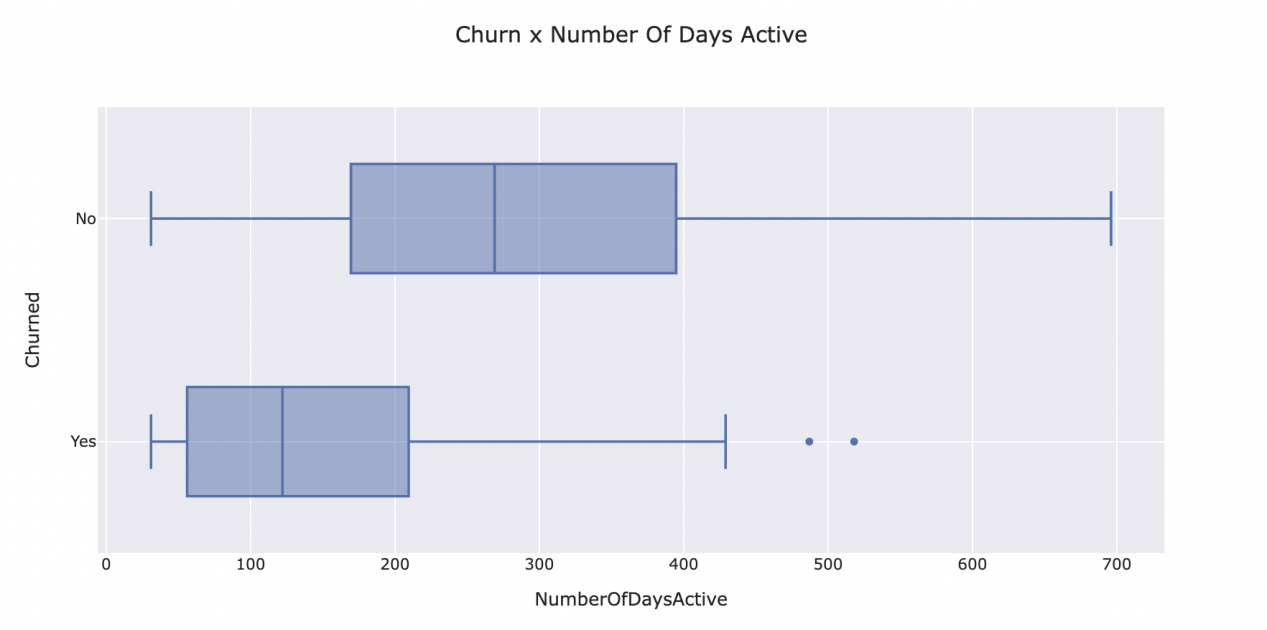 Churn x Number Of Days Active
No
Churned
Yes
0 100 200 300 400 500 600 700
NumberOfDaysActive